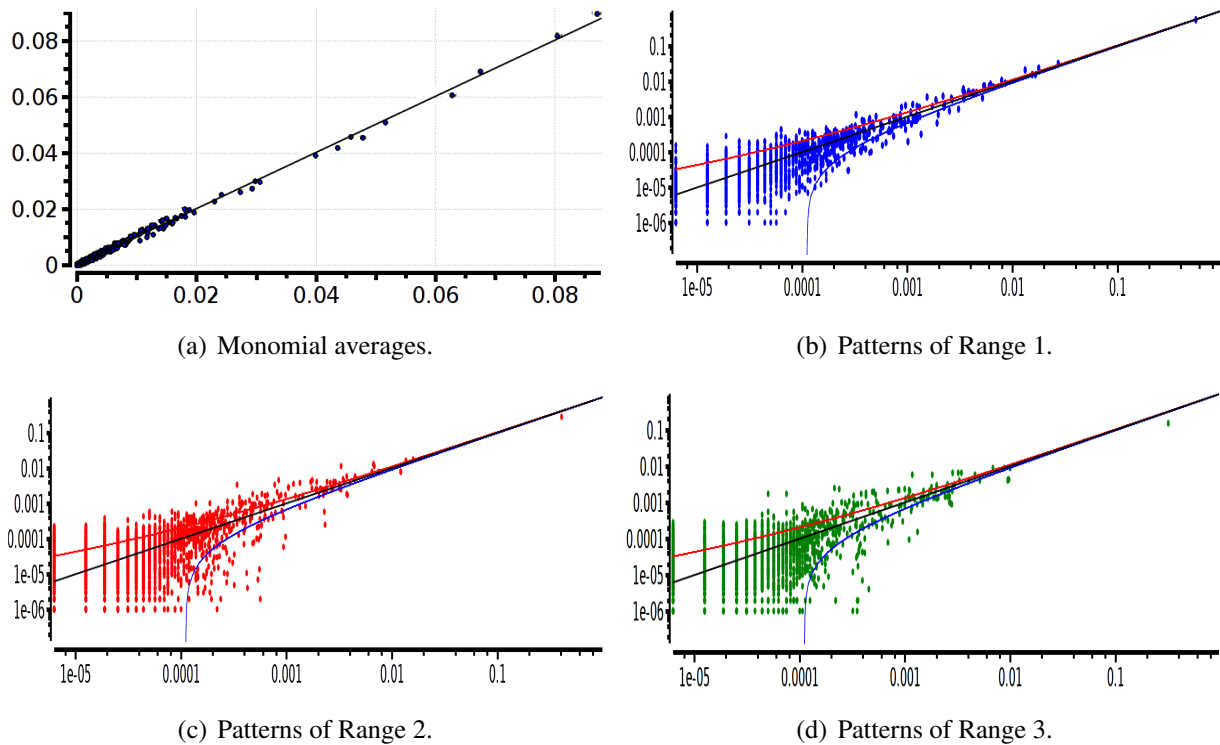 0.08
0.06
0.04
0.02
0
0 0.02 0.04 0.06 0.08
(a) Monomial averages.
0.1
0.01
0.001
0.0001
1e-05
1e-06
1e-05 0.0001 0.001 0.01 0.1
(b) Patterns of Range 1.
0.1
0.01
0.001
0.0001
1e-05
1e-06
1e-05 0.0001 0.001 0.01 0.1
(c) Patterns of Range 2.
0.1
0.01
0.001
0.0001
1e-05
1e-06
1e-05 0.0001 0.001 0.01 0.1
(d) Patterns of Range 3.